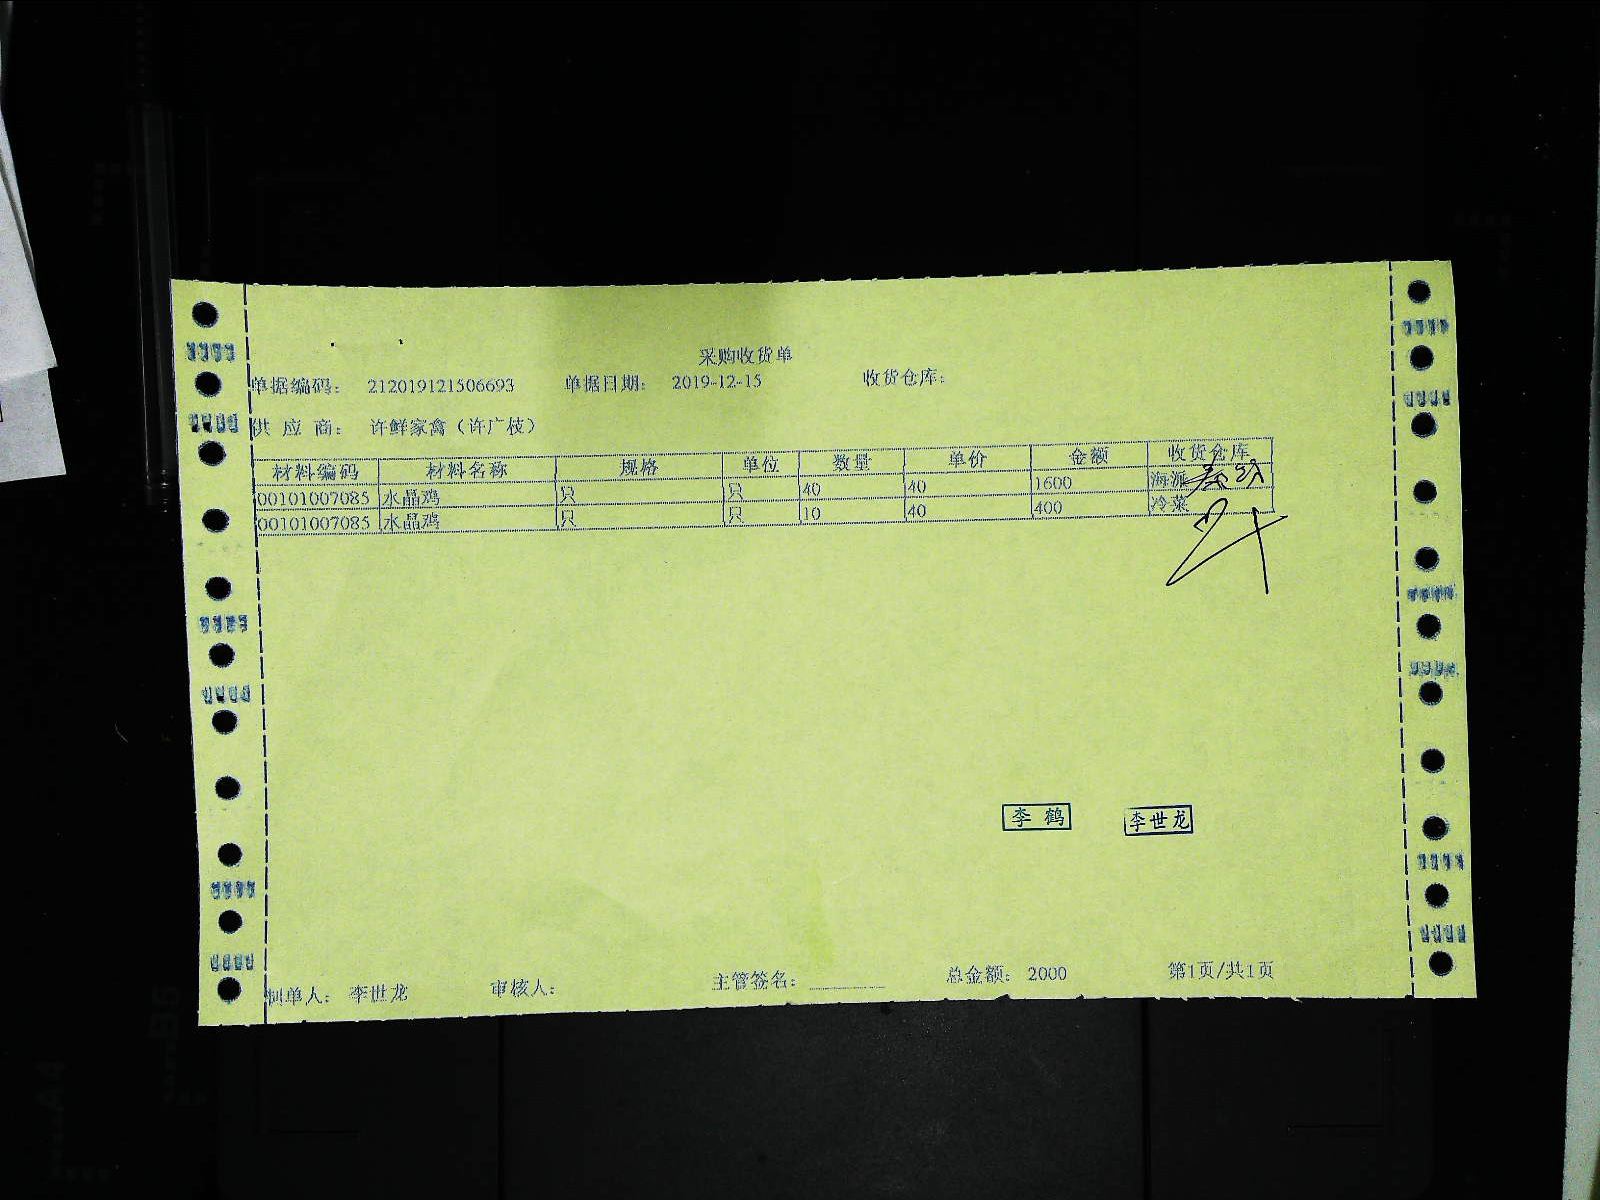 采购收货单
单据编码: 212019121506693 单据日期: 2019-12-15 收货仓库:
供 应 商: 许鲜家禽(许广枝)
材料编码 材料名称 规格 单位 数量 单价 金额 收货仓库
00101007085 水晶鸡 只 只 40 40 1600 海派
00101007085 水晶鸡 只 只 10 40 400 冷菜
李鹤 李世龙
制单人: 李世龙 审核人: 主管签名: 总金额: 2000 第1页/共1页